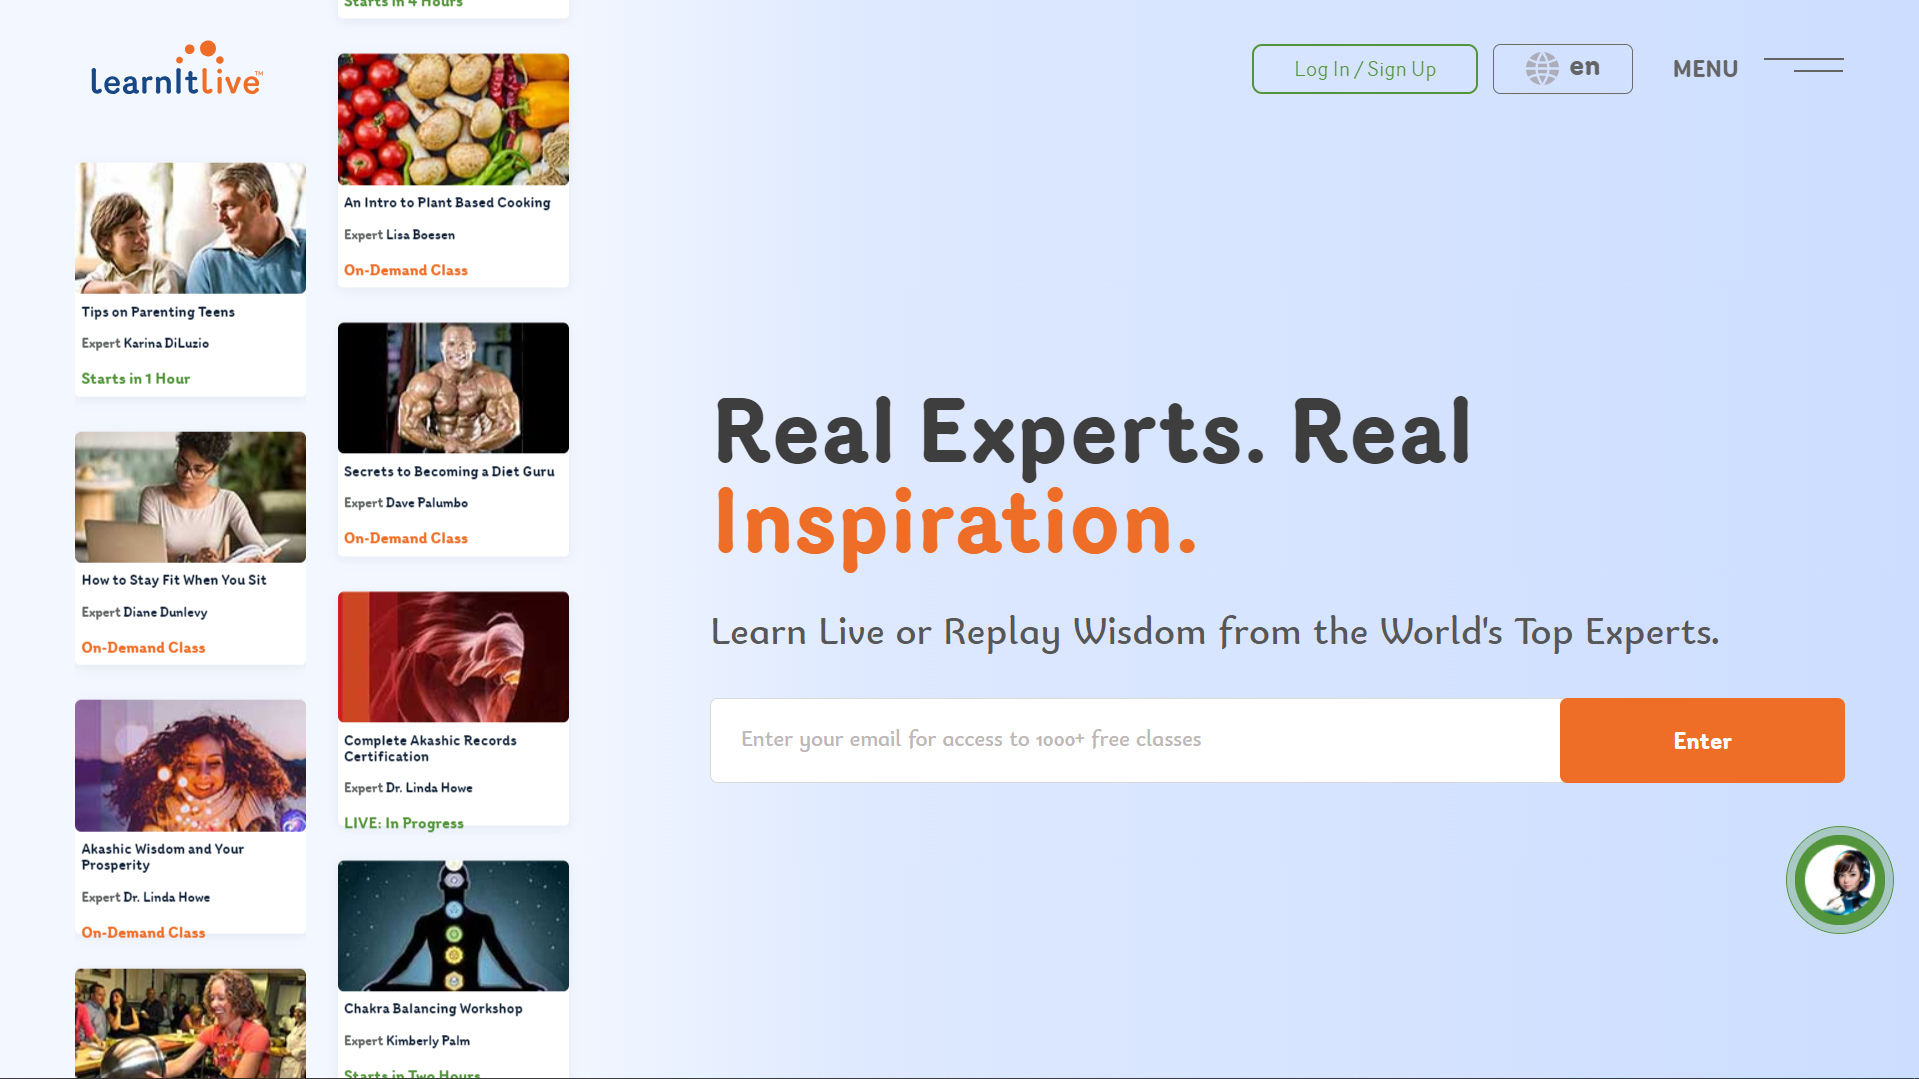 learnItlive™
Log In / Sign Up
en
MENU
Tips on Parenting Teens
Expert Karina DiLuzio
Starts in 1 Hour
How to Stay Fit When You Sit
Expert Diane Dunlevy
On-Demand Class
Akashic Wisdom and Your
Prosperity
Expert Dr. Linda Howe
On-Demand Class
Starts in 4 Hours
An Intro to Plant Based Cooking
Expert Lisa Boesen
On-Demand Class
Secrets to Becoming a Diet Guru
Expert Dave Palumbo
On-Demand Class
Complete Akashic Records
Certification
Expert Dr. Linda Howe
LIVE: In Progress
Chakra Balancing Workshop
Expert Kimberly Palm
Starts in Two Hours
Real Experts. Real
Inspiration.
Learn Live or Replay Wisdom from the World's Top Experts.
Enter your email for access to 1000+ free classes
Enter